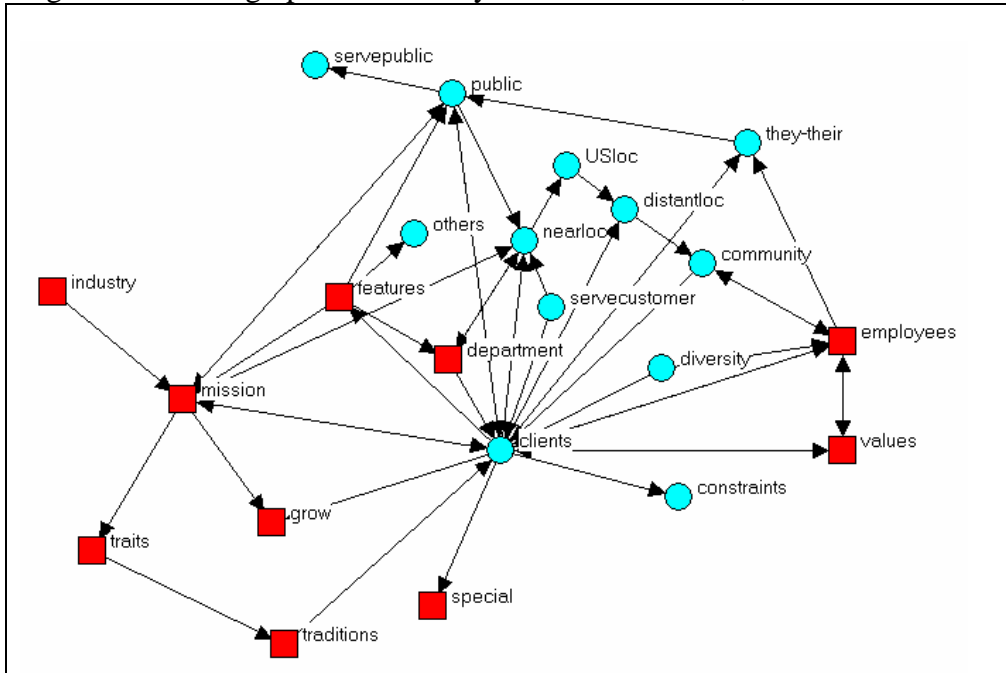 servepublic
public
they-their
USloc
distantloc
others
nearloc
community
industry
features
servecustomer
employees
department
diversity
mission
clients
values
constraints
grow
traits
special
traditions